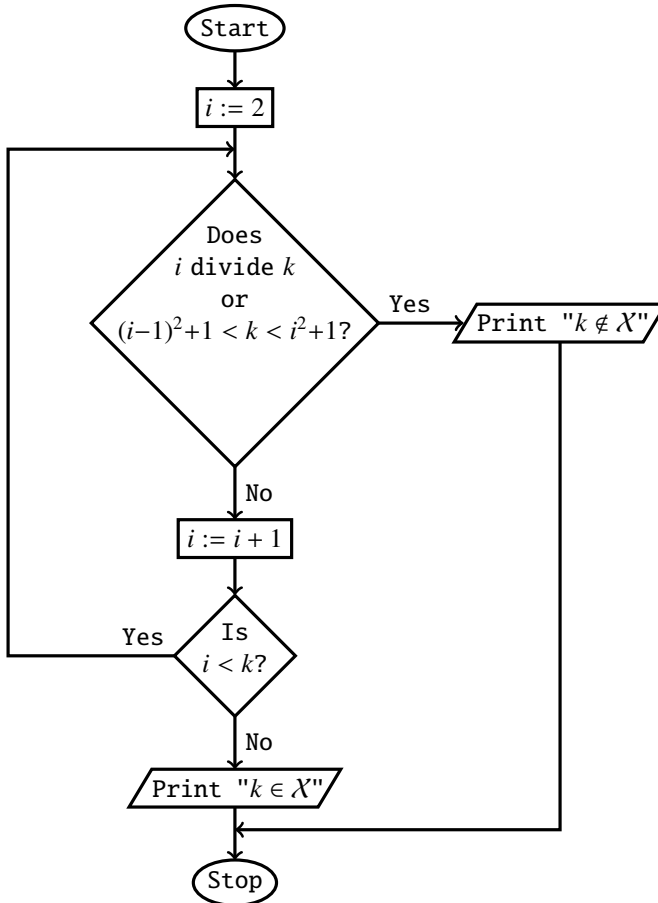 Start
i := 2
Does
i divide k
or
(i−1)²+1 < k < i²+1?
Yes
Print "k ∉ X"
No
i := i + 1
Yes
Is
i < k?
No
Print "k ∈ X"
Stop